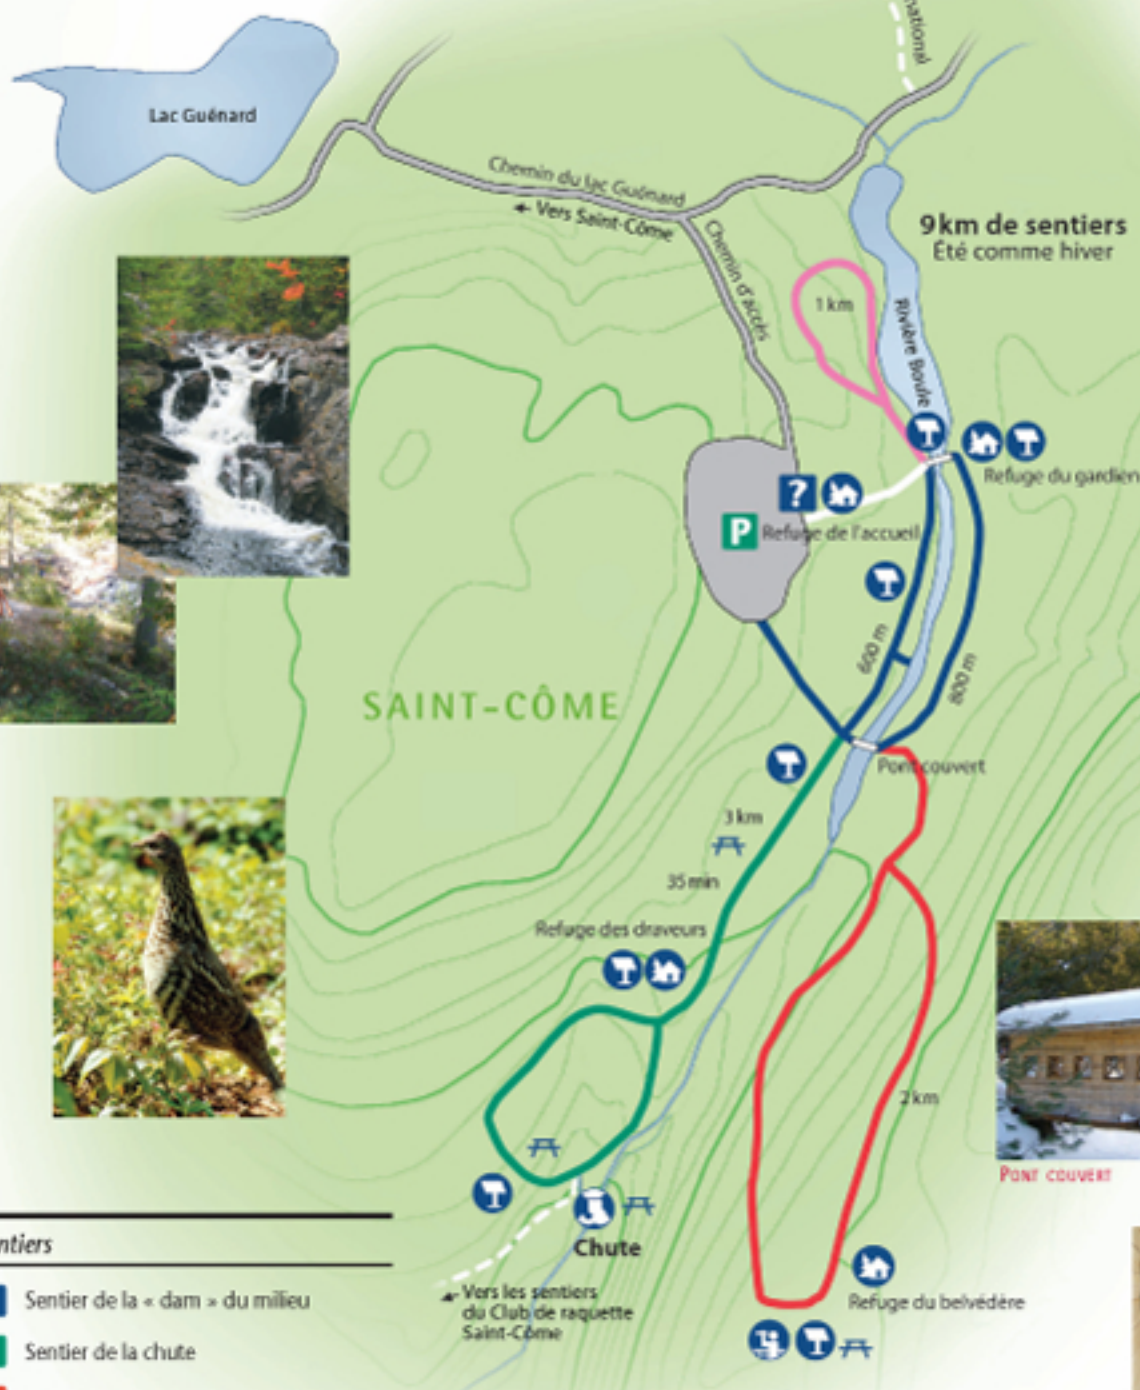 national
Lac Guénard
Chemin du lac Guénard
Vers Saint-Côme
9 km de sentiers
Été comme hiver
Chemin d'accès
1 km
Rivière Boule
Refuge du gardien
?
P
Refuge de l'accueil
600 m
800 m
SAINT-CÔME
Pont couvert
3 km
35 min
Refuge des draveurs
2 km
PONT COUVERT
Chute
ntiers
Sentier de la « dam » du milieu
Vers les sentiers
du Club de raquette
Saint-Côme
Refuge du belvédère
Sentier de la chute